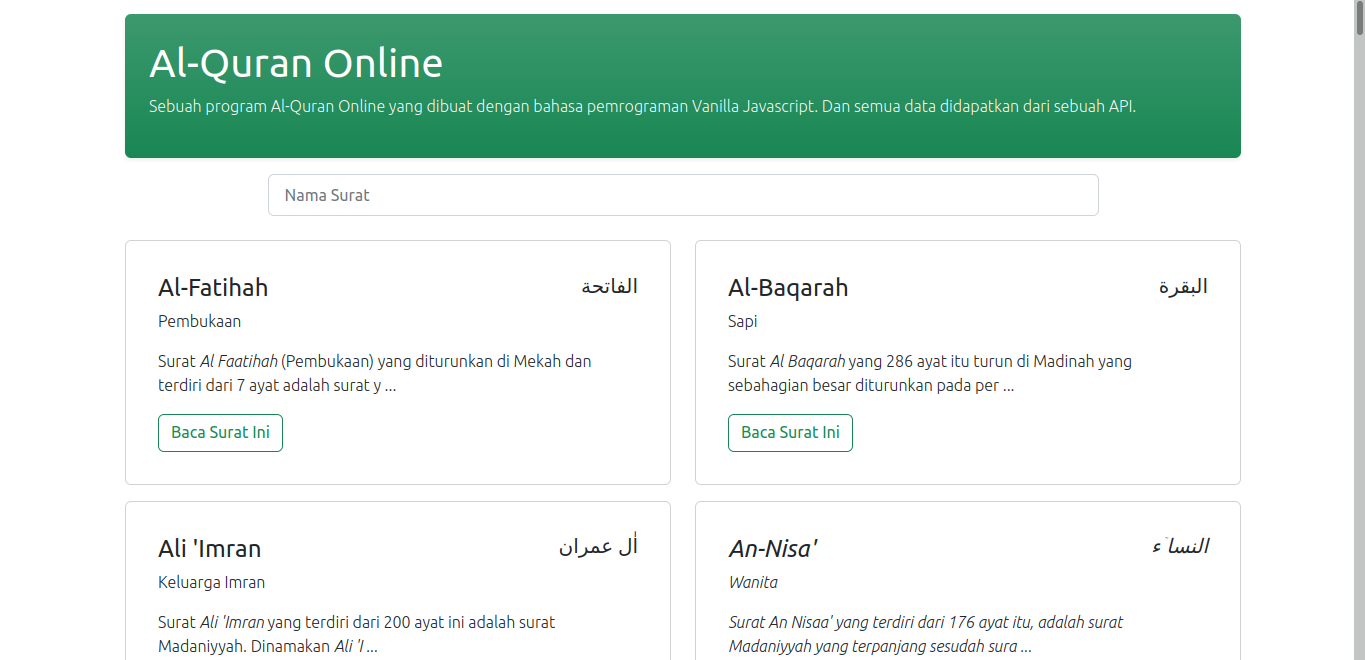 Al-Quran Online
Sebuah program Al-Quran Online yang dibuat dengan bahasa pemrograman Vanilla Javascript. Dan semua data didapatkan dari sebuah API.
Nama Surat
Al-Fatihah
الفاتحة
Pembukaan
Surat Al Faatihah (Pembukaan) yang diturunkan di Mekah dan
terdiri dari 7 ayat adalah surat y ...
Baca Surat Ini
Al-Baqarah
البقرة
Sapi
Surat Al Baqarah yang 286 ayat itu turun di Madinah yang
sebahagian besar diturunkan pada per ...
Baca Surat Ini
Ali 'Imran
اٰل عمران
Keluarga Imran
Surat Ali 'Imran yang terdiri dari 200 ayat ini adalah surat
Madaniyyah. Dinamakan Ali 'I ...
An-Nisa'
النساۤء
Wanita
Surat An Nisaa' yang terdiri dari 176 ayat itu, adalah surat
Madaniyyah yang terpanjang sesudah sura ...